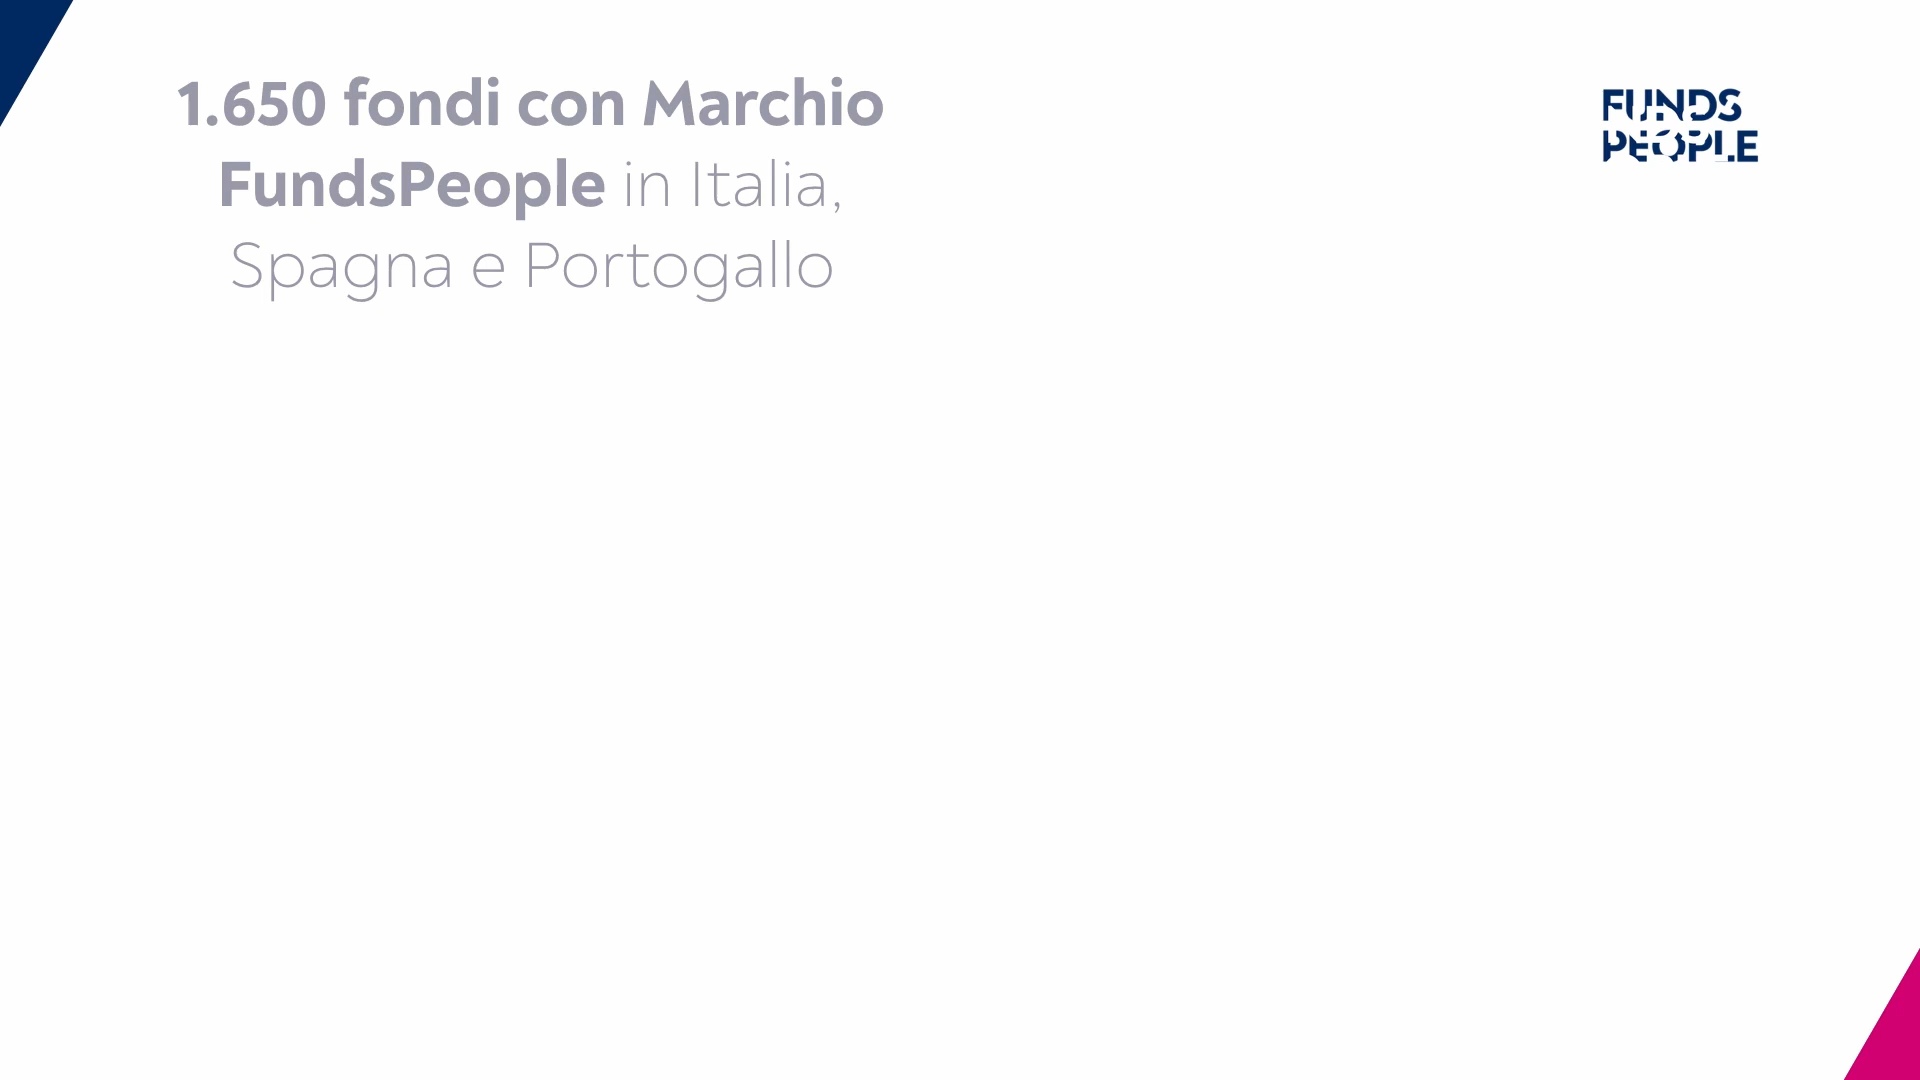 1.650 fondi con Marchio
FundsPeople in Italia,
Spagna e Portogallo
FUNDS
PEOPLE